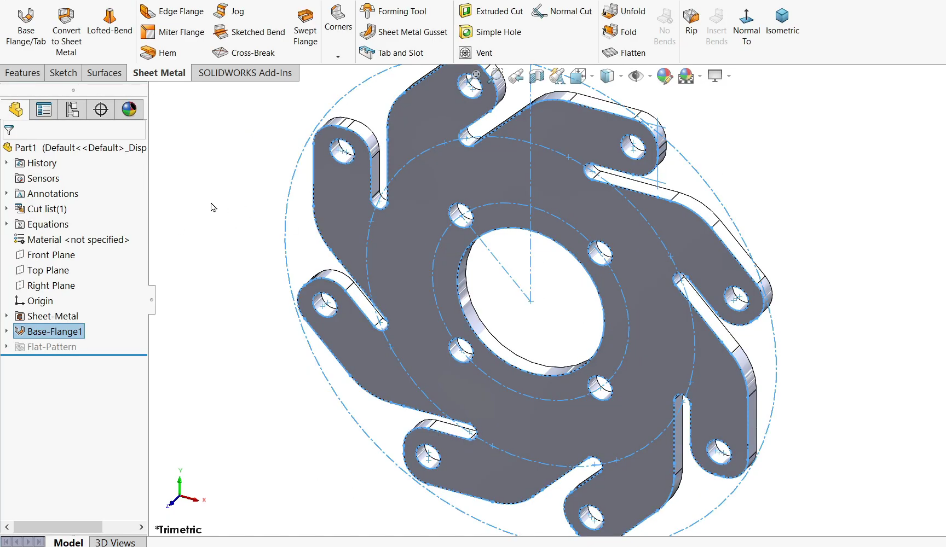 Base Flange/Tab
Convert to Sheet Metal
Lofted-Bend
Edge Flange
Miter Flange
Hem
Jog
Sketched Bend
Cross-Break
Swept Flange
Corners
Forming Tool
Sheet Metal Gusset
Tab and Slot
Extruded Cut
Simple Hole
Vent
Normal Cut
Unfold
Fold
Flatten
No Bends
Rip
Insert Bends
Normal To
Isometric
Features
Sketch
Surfaces
Sheet Metal
SOLIDWORKS Add-Ins
Part1 (Default<<Default>_Disp
History
Sensors
Annotations
Cut list(1)
Equations
Material <not specified>
Front Plane
Top Plane
Right Plane
Origin
Sheet-Metal
Base-Flange1
Flat-Pattern
Y
X
Z
*Trimetric
Model
3D Views